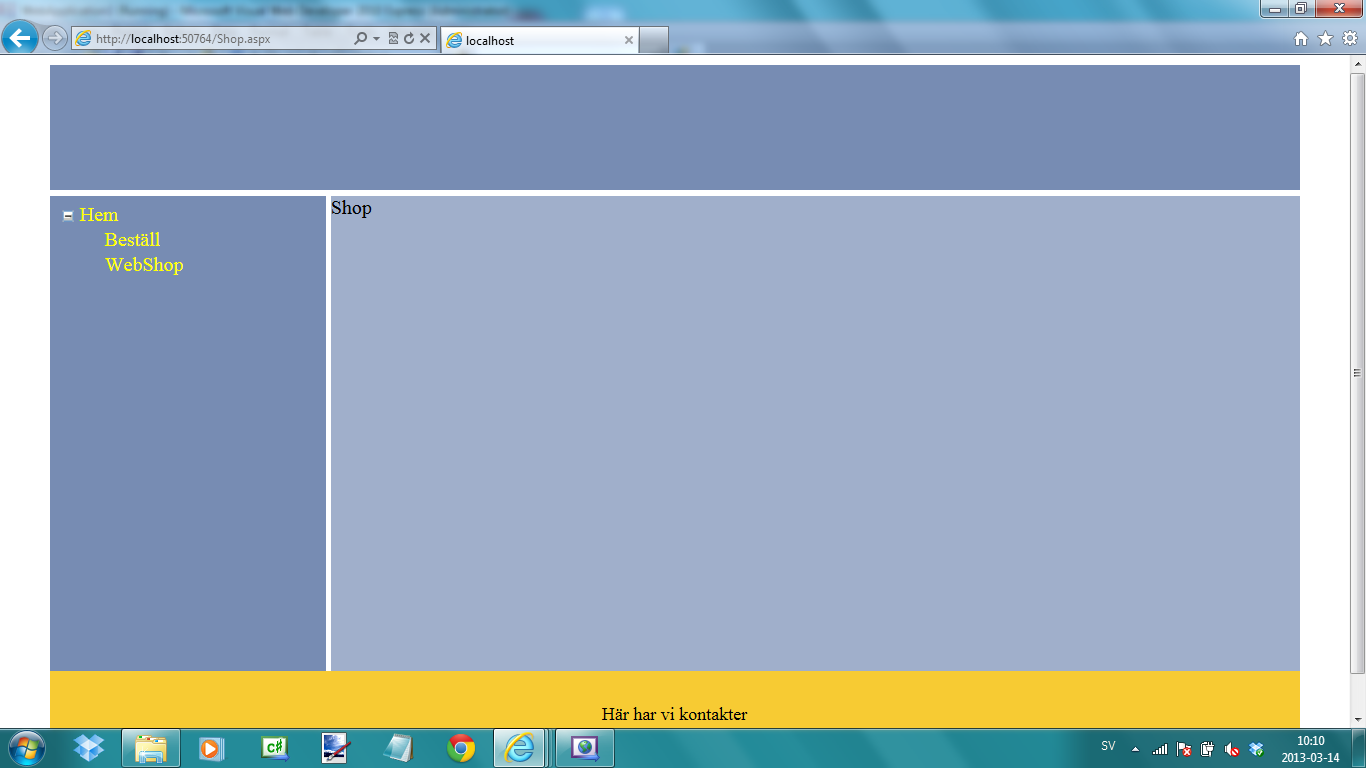 http://localhost:50764/Shop.aspx
localhost
Hem
Beställ
WebShop
Shop
Här har vi kontakter
C#
SV
10:10
2013-03-14